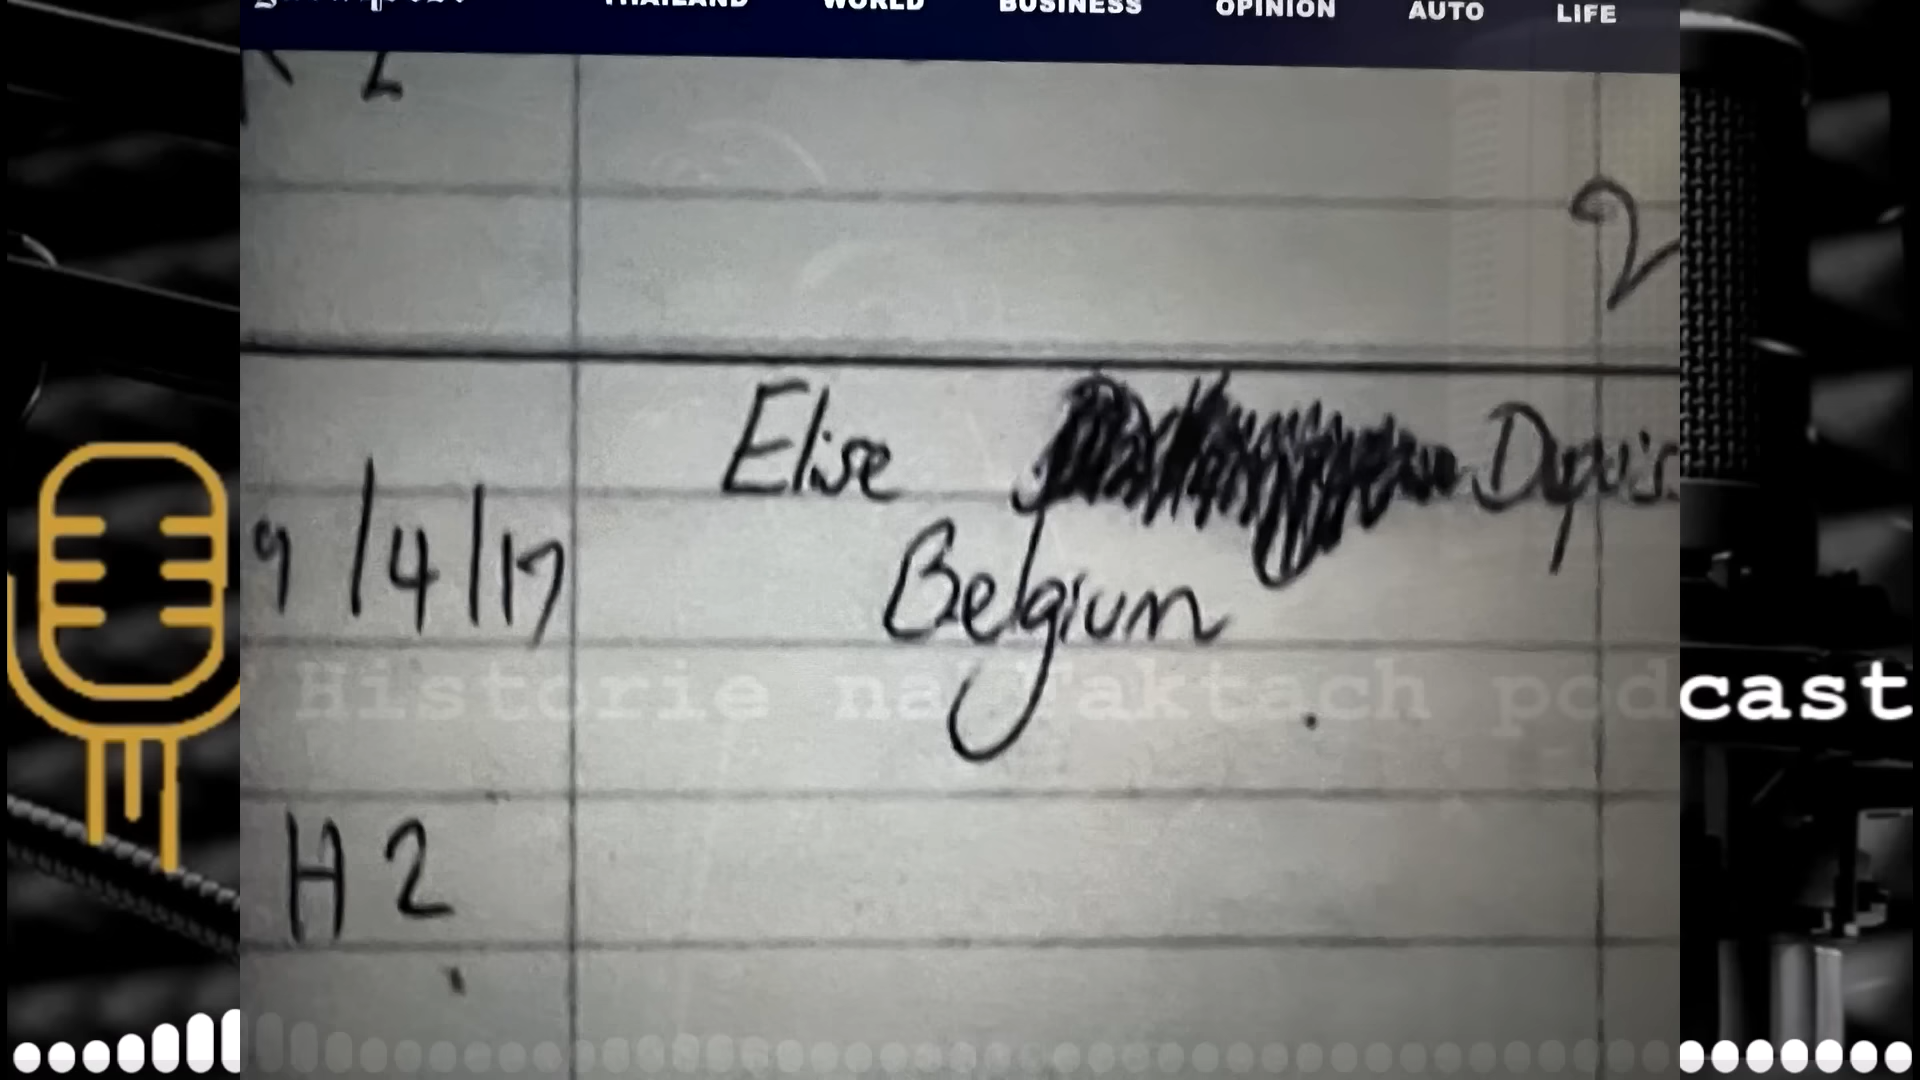 THAILAND WORLD BUSINESS OPINION AUTO LIFE
2
Elise Dupuis
9/4/17
Belgium
Historie na Faktach podcast
H2